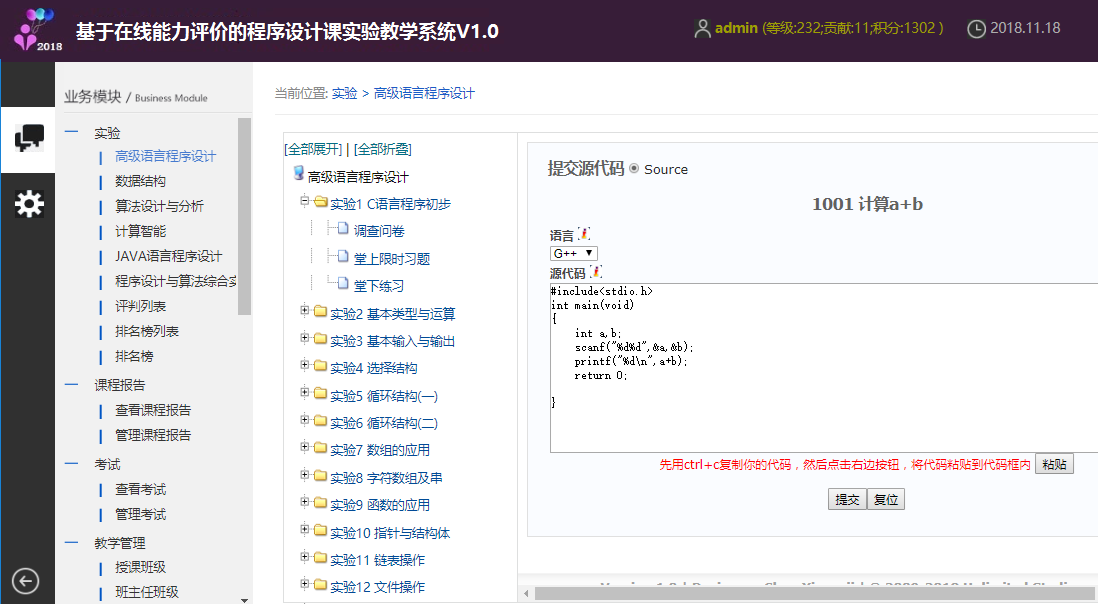 2018
基于在线能力评价的程序设计课实验教学系统V1.0
admin (等级:232;贡献:11;积分:1302 )
2018.11.18
业务模块 / Business Module
实验
高级语言程序设计
数据结构
算法设计与分析
计算智能
JAVA语言程序设计
程序设计与算法综合实
评判列表
排名榜列表
排名榜
课程报告
查看课程报告
管理课程报告
考试
查看考试
管理考试
教学管理
授课班级
班主任班级
当前位置: 实验 > 高级语言程序设计
[全部展开] | [全部折叠]
高级语言程序设计
实验1 C语言程序初步
调查问卷
堂上限时习题
堂下练习
实验2 基本类型与运算
实验3 基本输入与输出
实验4 选择结构
实验5 循环结构(一)
实验6 循环结构(二)
实验7 数组的应用
实验8 字符数组及串
实验9 函数的应用
实验10 指针与结构体
实验11 链表操作
实验12 文件操作
提交源代码 Source
1001 计算a+b
语言
G++
源代码
#include<stdio.h>
int main(void)
{
int a,b;
scanf("%d%d",&a,&b);
printf("%d\n",a+b);
return 0;
}
先用ctrl+c复制你的代码，然后点击右边按钮，将代码粘贴到代码框内 粘贴
提交 复位